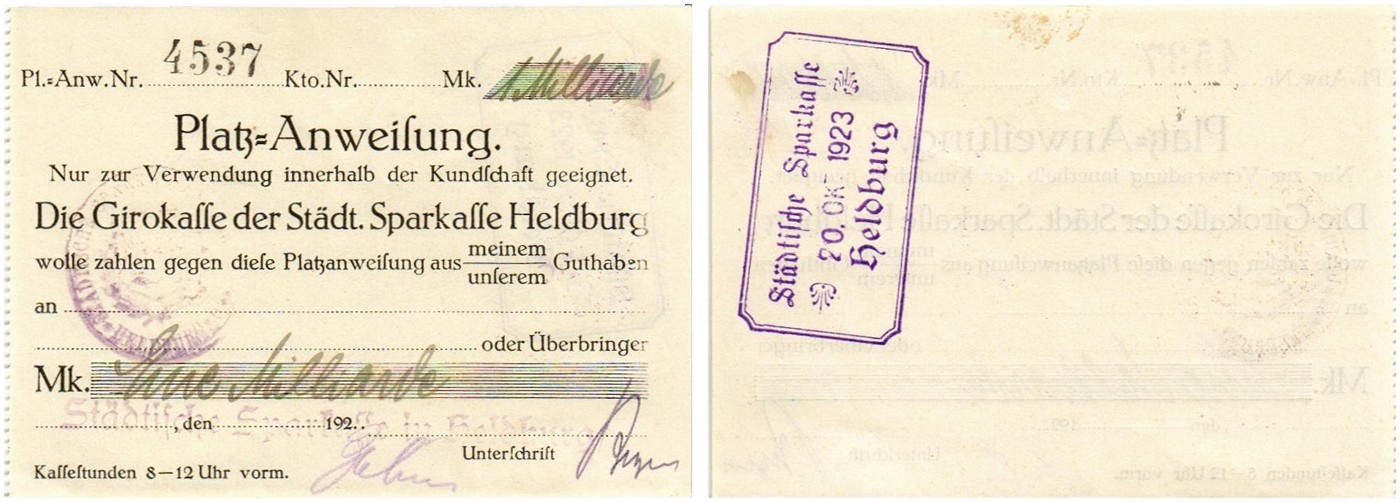 4537
Pl.=Anw.Nr. Kto.Nr. Mk. 1 Milliarde
Platz=Anweiſung.
Nur zur Verwendung innerhalb der Kundſchaft geeignet.
Die Girokaſſe der Städt. Sparkaſſe Heldburg
wolle zahlen gegen dieſe Platzanweiſung aus meinem Guthaben
unſerem
an
oder Überbringer
Mk. Eine Milliarde
, den 192
Städtiſche Sparkaſſe in Heldburg
Unterſchrift
Kaſſeſtunden 8—12 Uhr vorm.
Städtiſche Sparkaſſe
20. OK 1923
Heldburg